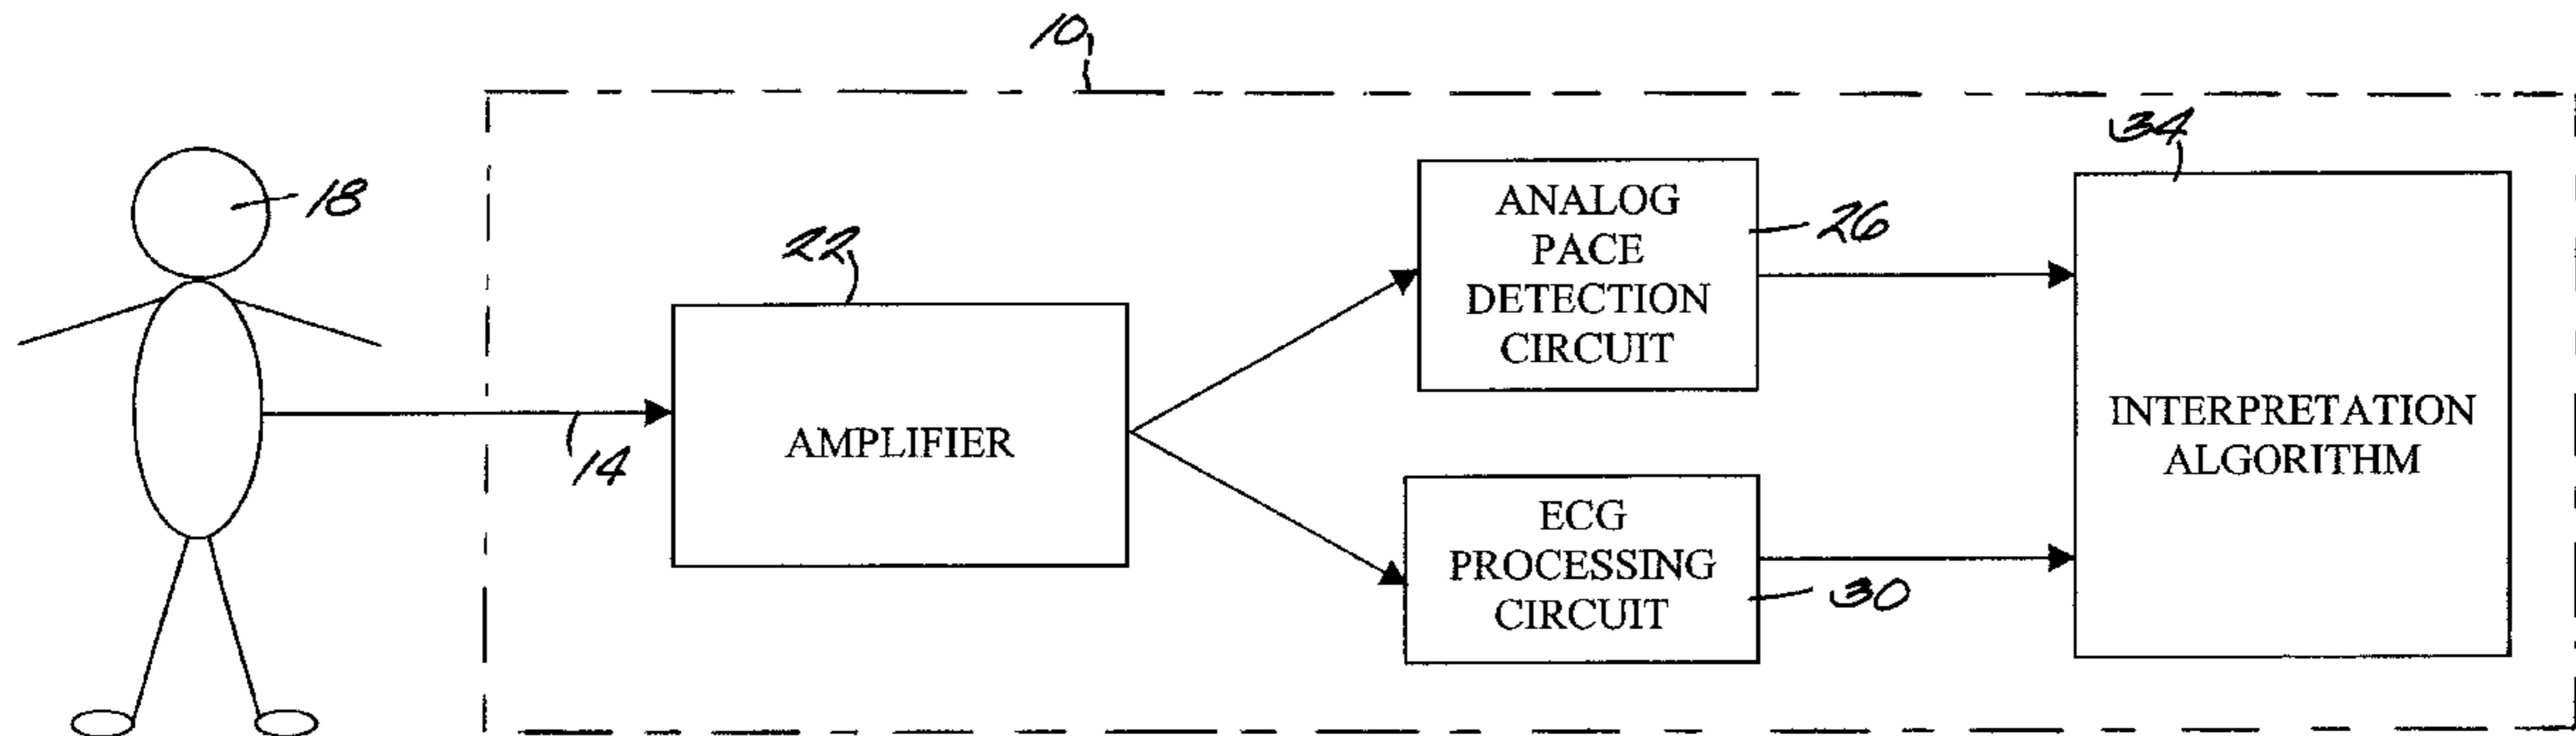 10
18
14
22
AMPLIFIER
ANALOG
PACE
DETECTION
CIRCUIT
26
ECG
PROCESSING
CIRCUIT
30
34
INTERPRETATION
ALGORITHM